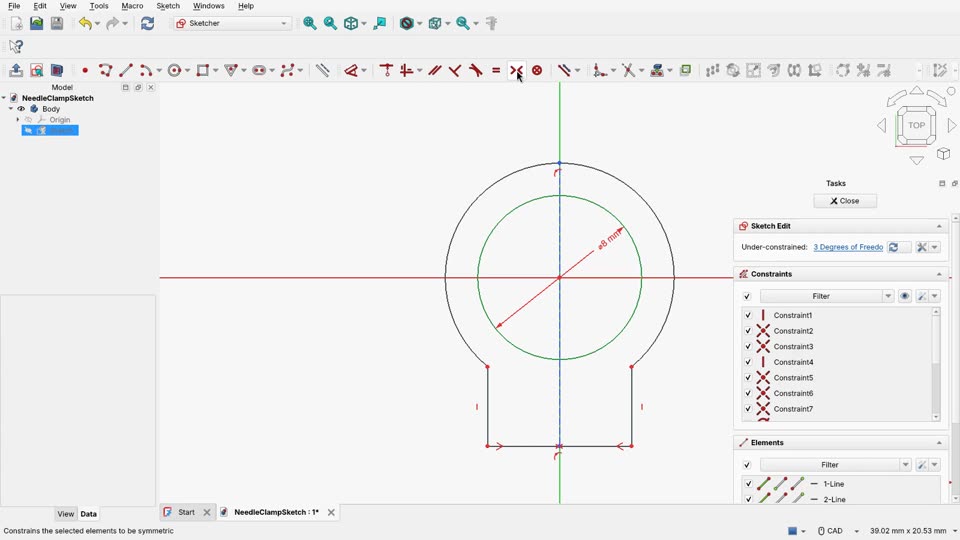 File Edit View Tools Macro Sketch Windows Help
Sketcher
Model
NeedleClampSketch
Body
Origin
TOP
Tasks
Close
Sketch Edit
Under-constrained: 3 Degrees of Freedo
Constraints
Filter
Constraint1
Constraint2
Constraint3
Constraint4
Constraint5
Constraint6
Constraint7
Elements
Filter
1-Line
2-Line
⌀8 mm
View Data
Start NeedleClampSketch : 1*
Constrains the selected elements to be symmetric CAD 39.02 mm x 20.53 mm